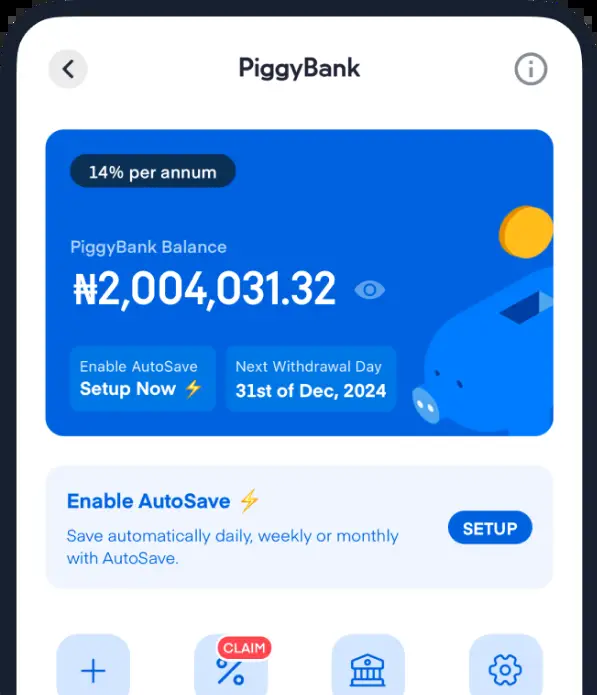 PiggyBank
14% per annum
PiggyBank Balance
₦2,004,031.32
Enable AutoSave
Setup Now ⚡
Next Withdrawal Day
31st of Dec, 2024
Enable AutoSave ⚡
Save automatically daily, weekly or monthly
with AutoSave.
SETUP
CLAIM